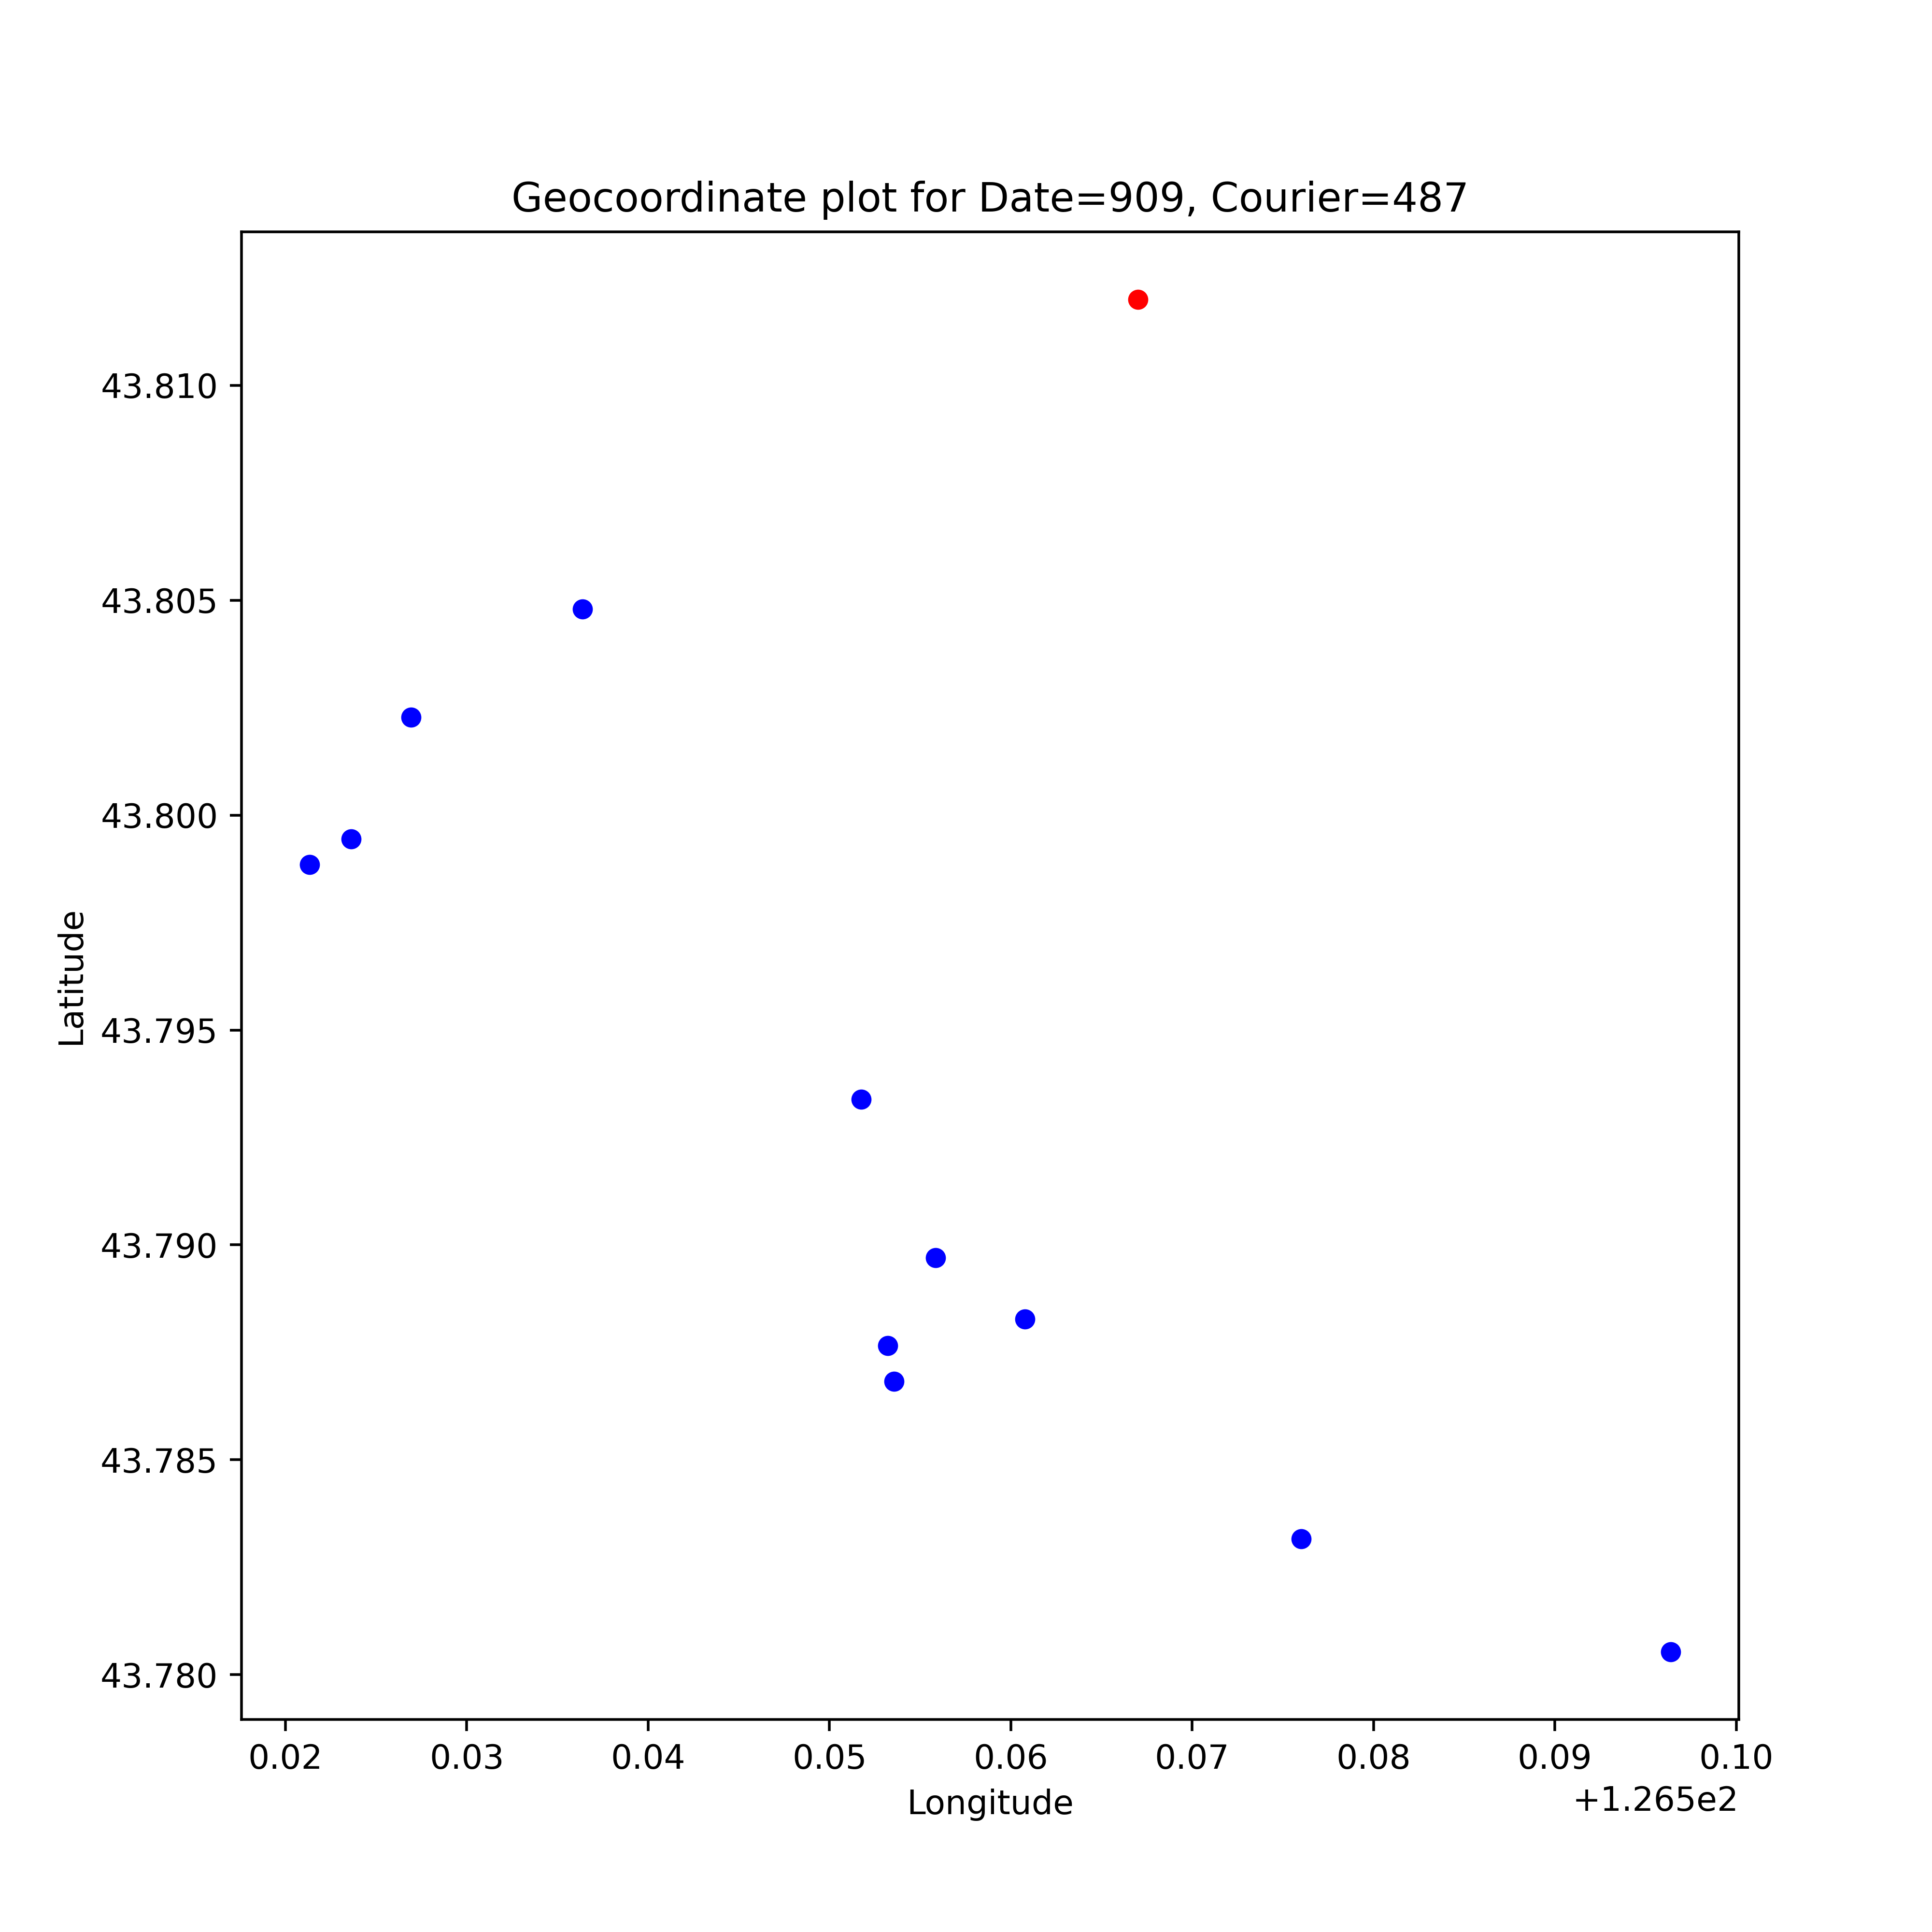 Geocoordinate plot for Date=909, Courier=487
43.810
43.805
43.800
43.795
43.790
43.785
43.780
Latitude
0.02 0.03 0.04 0.05 0.06 0.07 0.08 0.09 0.10
Longitude
+1.265e2